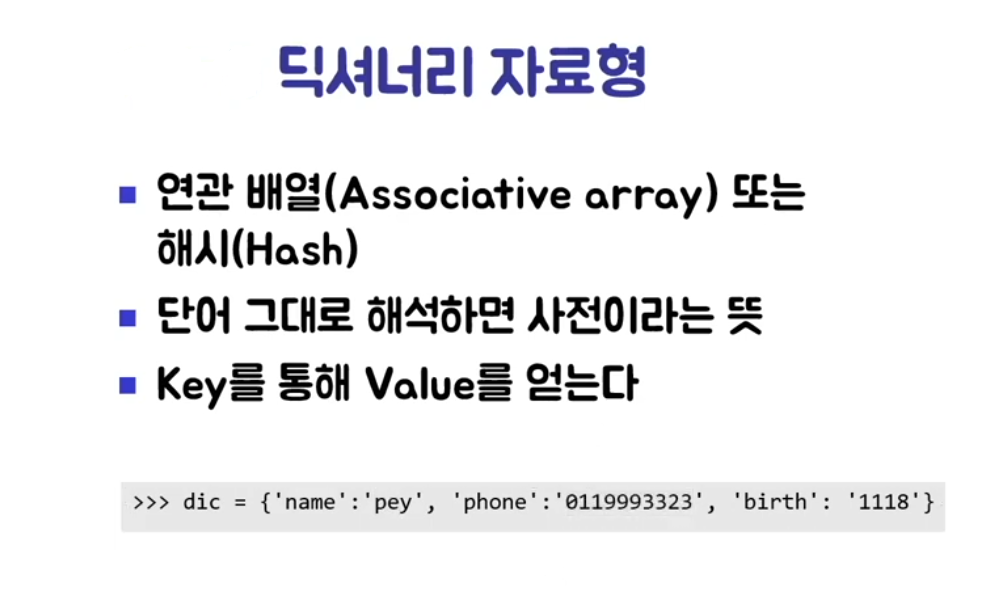 딕셔너리 자료형
연관 배열(Associative array) 또는
해시(Hash)
단어 그대로 해석하면 사전이라는 뜻
Key를 통해 Value를 얻는다
>>> dic = {'name':'pey', 'phone':'0119993323', 'birth': '1118'}